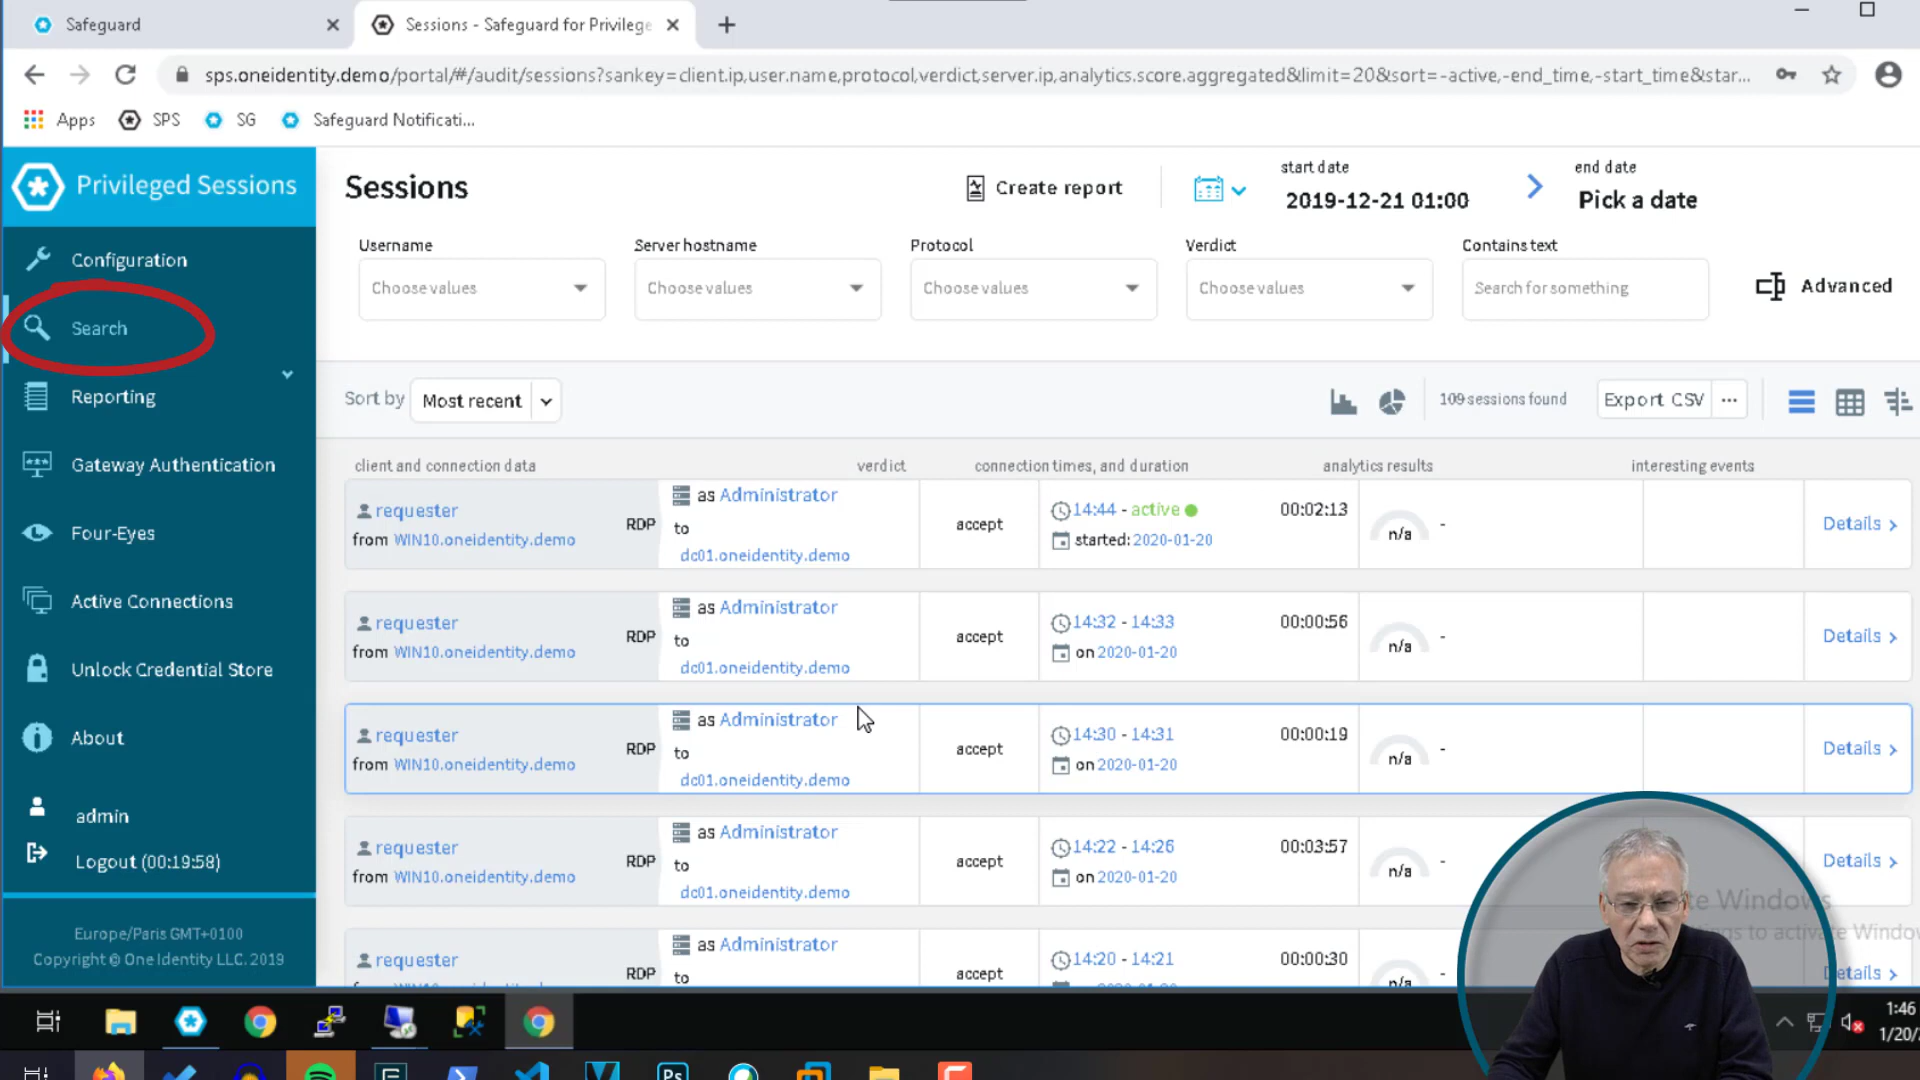 Safeguard
Sessions - Safeguard for Privilege
sps.oneidentity.demo/portal/#/audit/sessions?sankey=client.ip,user.name,protocol,verdict,server.ip,analytics.score.aggregated&limit=20&sort=-active,-end_time,-start_time&star...
Apps SPS SG Safeguard Notificati...
Privileged Sessions
Configuration
Search
Reporting
Gateway Authentication
Four-Eyes
Active Connections
Unlock Credential Store
About
admin
Logout (00:19:58)
Europe/Paris GMT+0100
Copyright © One Identity LLC. 2019
Sessions
Create report
start date
2019-12-21 01:00
end date
Pick a date
Username
Choose values
Server hostname
Choose values
Protocol
Choose values
Verdict
Choose values
Contains text
Search for something
Advanced
Sort by Most recent
109 sessions found
Export CSV ...
client and connection data verdict connection times, and duration analytics results interesting events
requester
from WIN10.oneidentity.demo
RDP
as Administrator
to
dc01.oneidentity.demo
accept
14:44 - active
started: 2020-01-20
00:02:13
n/a -
Details
requester
from WIN10.oneidentity.demo
RDP
as Administrator
to
dc01.oneidentity.demo
accept
14:32 - 14:33
on 2020-01-20
00:00:56
n/a -
Details
requester
from WIN10.oneidentity.demo
RDP
as Administrator
to
dc01.oneidentity.demo
accept
14:30 - 14:31
on 2020-01-20
00:00:19
n/a -
Details
requester
from WIN10.oneidentity.demo
RDP
as Administrator
to
dc01.oneidentity.demo
accept
14:22 - 14:26
on 2020-01-20
00:03:57
n/a -
Details
requester
RDP
as Administrator
to
accept
14:20 - 14:21
00:00:30
n/a -
Details
Windows
to activate Windo
1:46
1/20/
Ps